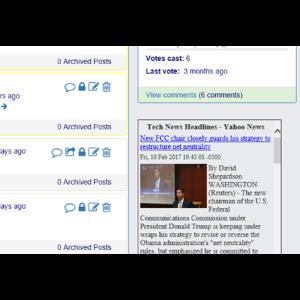 0 Archived Posts
rs ago
0 Archived Posts
days ago
0 Archived Posts
days ago
0 Archived Posts
Votes cast: 6
Last vote: 3 months ago
View comments (6 comments)
Tech News Headlines - Yahoo News
New FCC chair closely guards his strategy to
restructure net neutrality
Fri, 10 Feb 2017 19:43:01 -0500
By David
Shepardson
WASHINGTON
(Reuters) - The new
chairman of the U.S.
Federal
Communications Commission under
President Donald Trump is keeping under
wraps his strategy to revise or reverse the
Obama administration's "net neutrality"
rules, but emphasized he is committed to